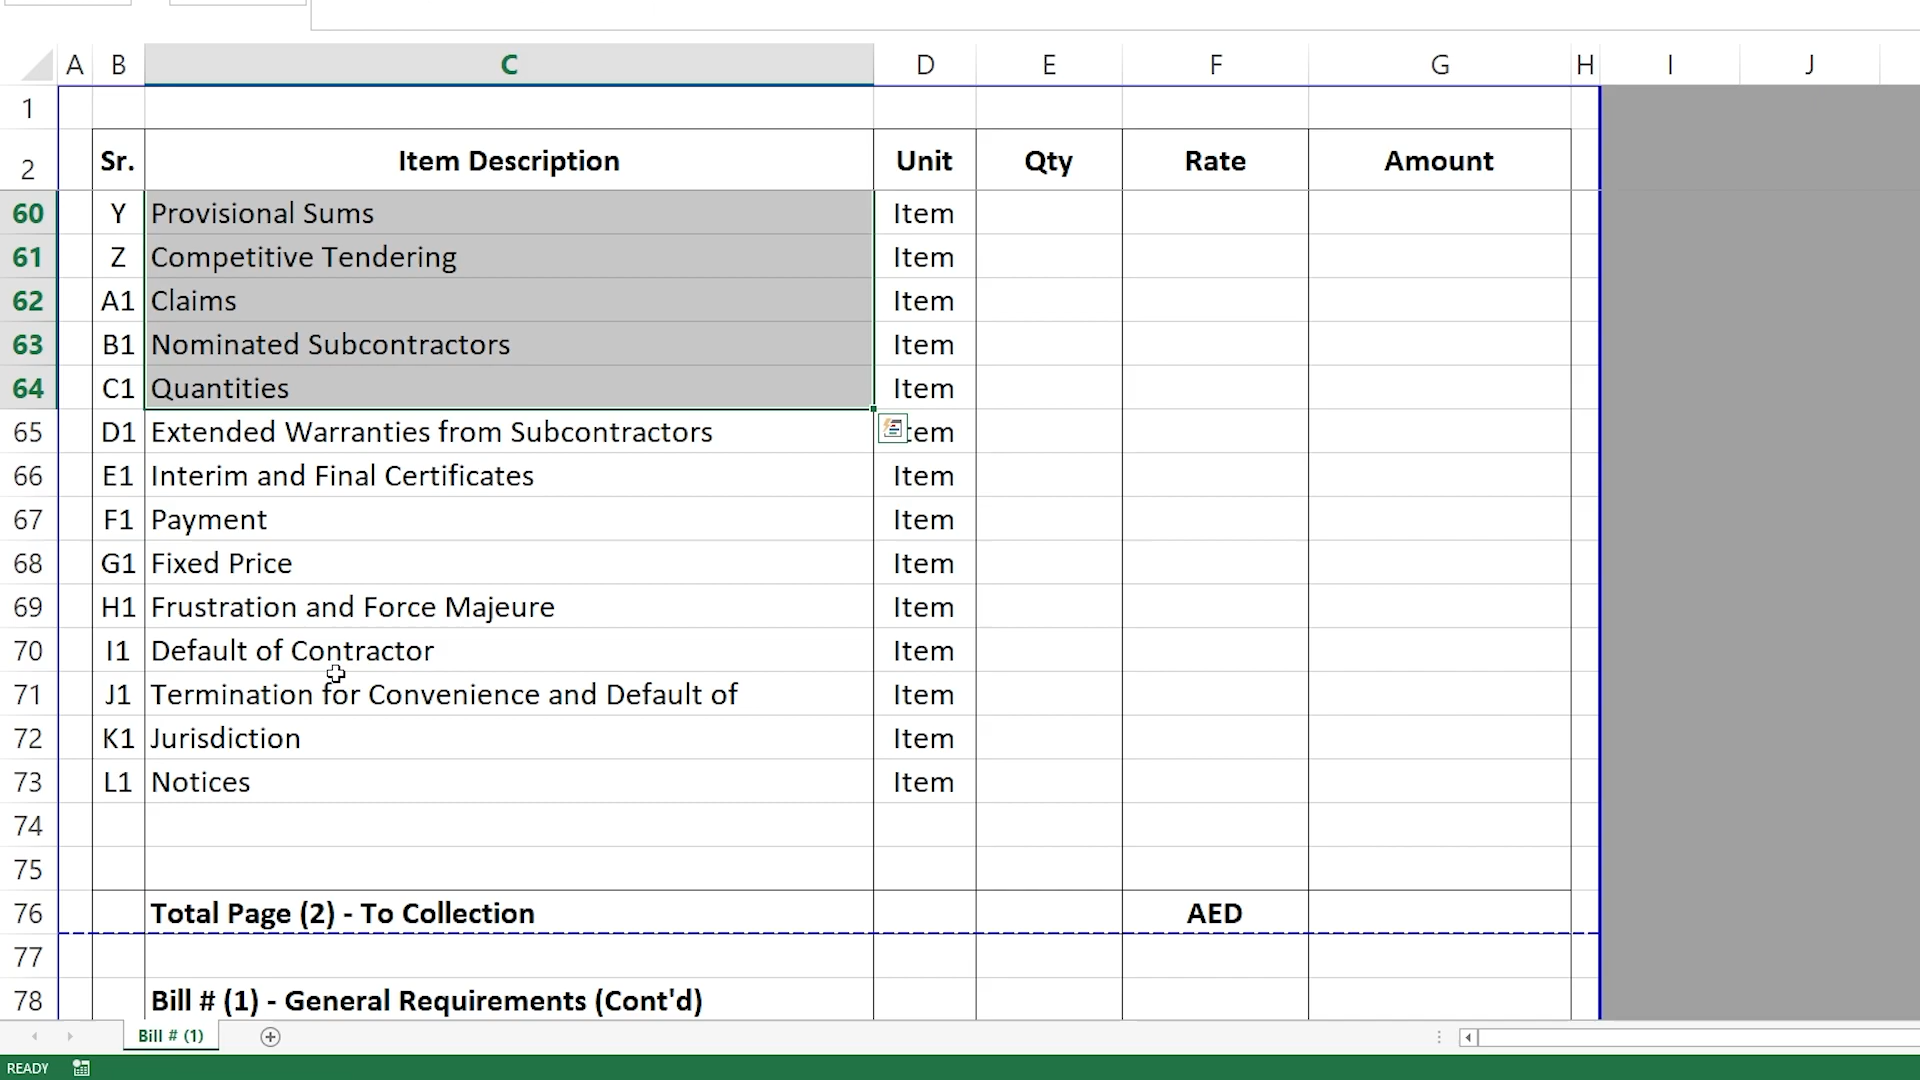 A B C D E F G H I J
1
2 Sr. Item Description Unit Qty Rate Amount
60 Y Provisional Sums Item
61 Z Competitive Tendering Item
62 A1 Claims Item
63 B1 Nominated Subcontractors Item
64 C1 Quantities Item
65 D1 Extended Warranties from Subcontractors tem
66 E1 Interim and Final Certificates Item
67 F1 Payment Item
68 G1 Fixed Price Item
69 H1 Frustration and Force Majeure Item
70 I1 Default of Contractor Item
71 J1 Termination for Convenience and Default of Item
72 K1 Jurisdiction Item
73 L1 Notices Item
74
75
76 Total Page (2) - To Collection AED
77
78 Bill # (1) - General Requirements (Cont'd)
Bill # (1)
READY